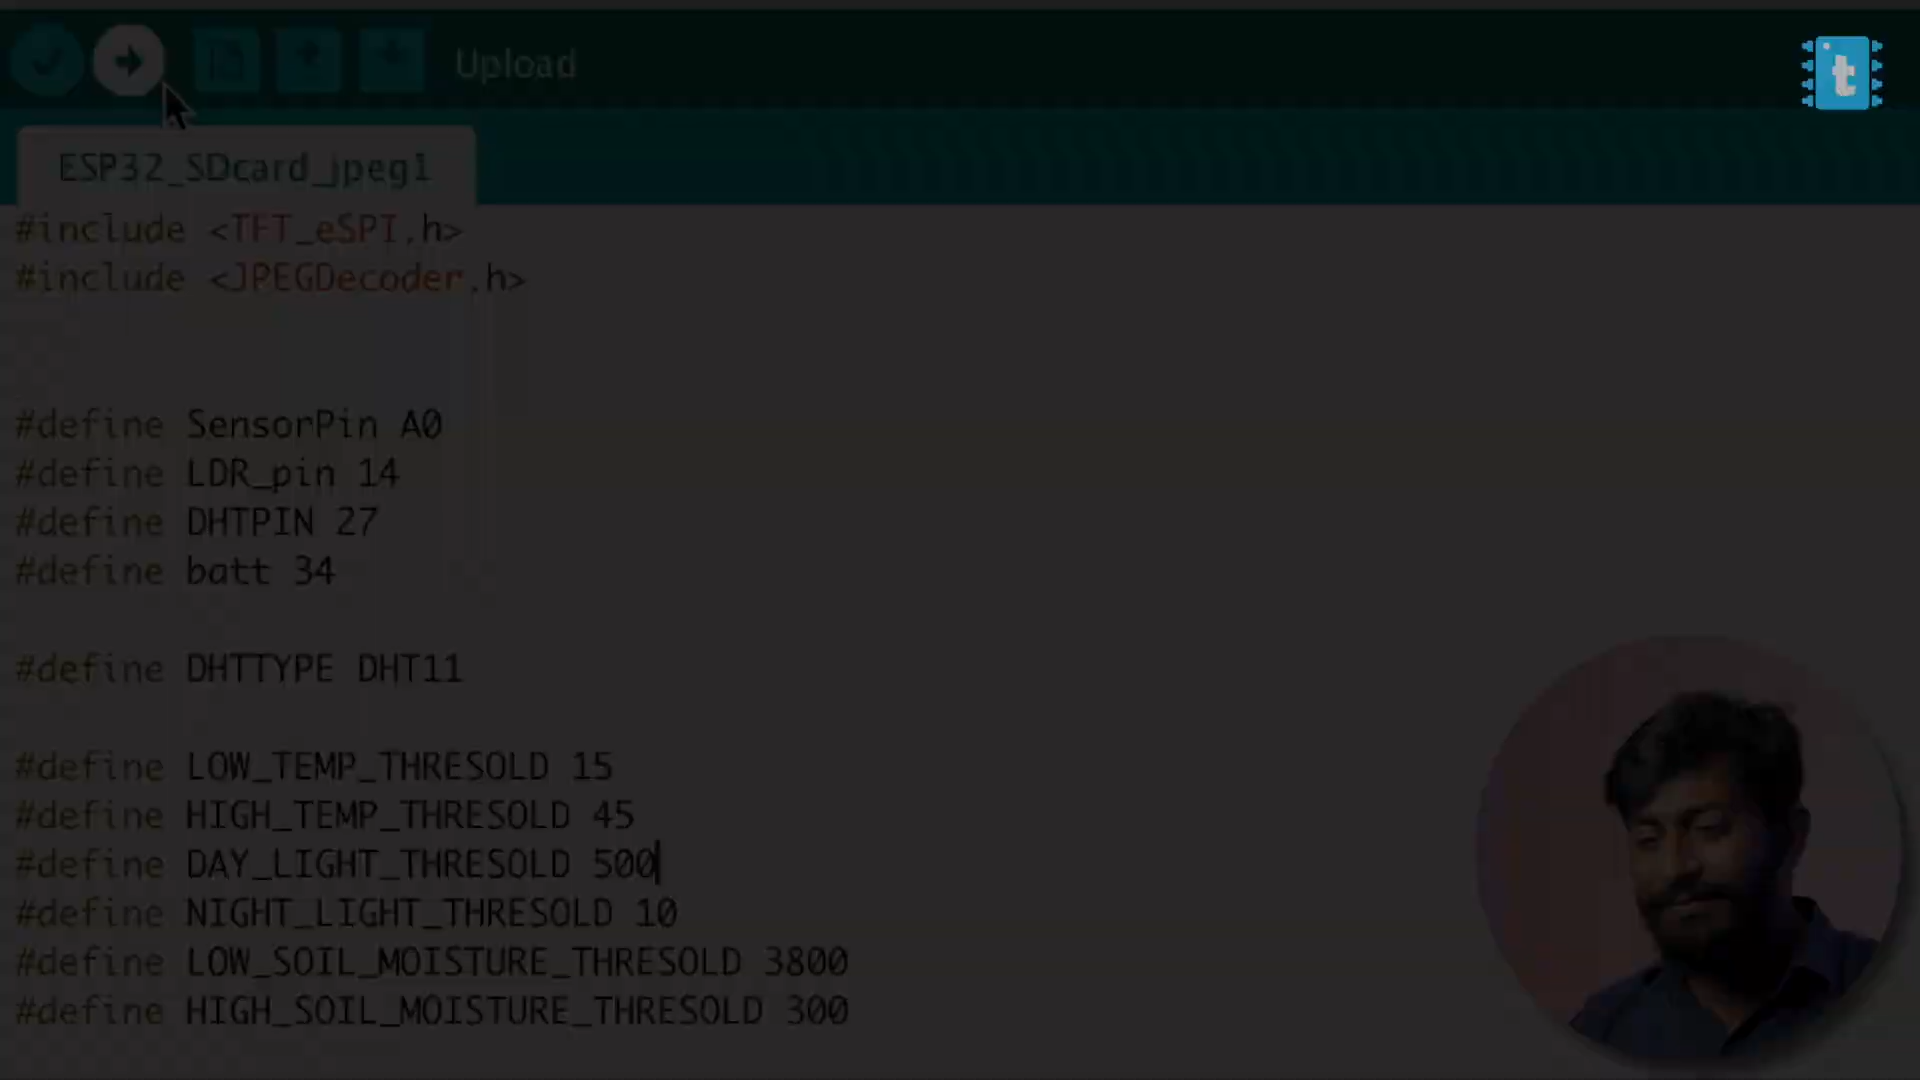 Upload
t
ESP32_SDcard_jpeg1
#include <TFT_eSPI.h>
#include <JPEGDecoder.h>
#define SensorPin A0
#define LDR_pin 14
#define DHTPIN 27
#define batt 34
#define DHTTYPE DHT11
#define LOW_TEMP_THRESOLD 15
#define HIGH_TEMP_THRESOLD 45
#define DAY_LIGHT_THRESOLD 500
#define NIGHT_LIGHT_THRESOLD 10
#define LOW_SOIL_MOISTURE_THRESOLD 3800
#define HIGH_SOIL_MOISTURE_THRESOLD 300